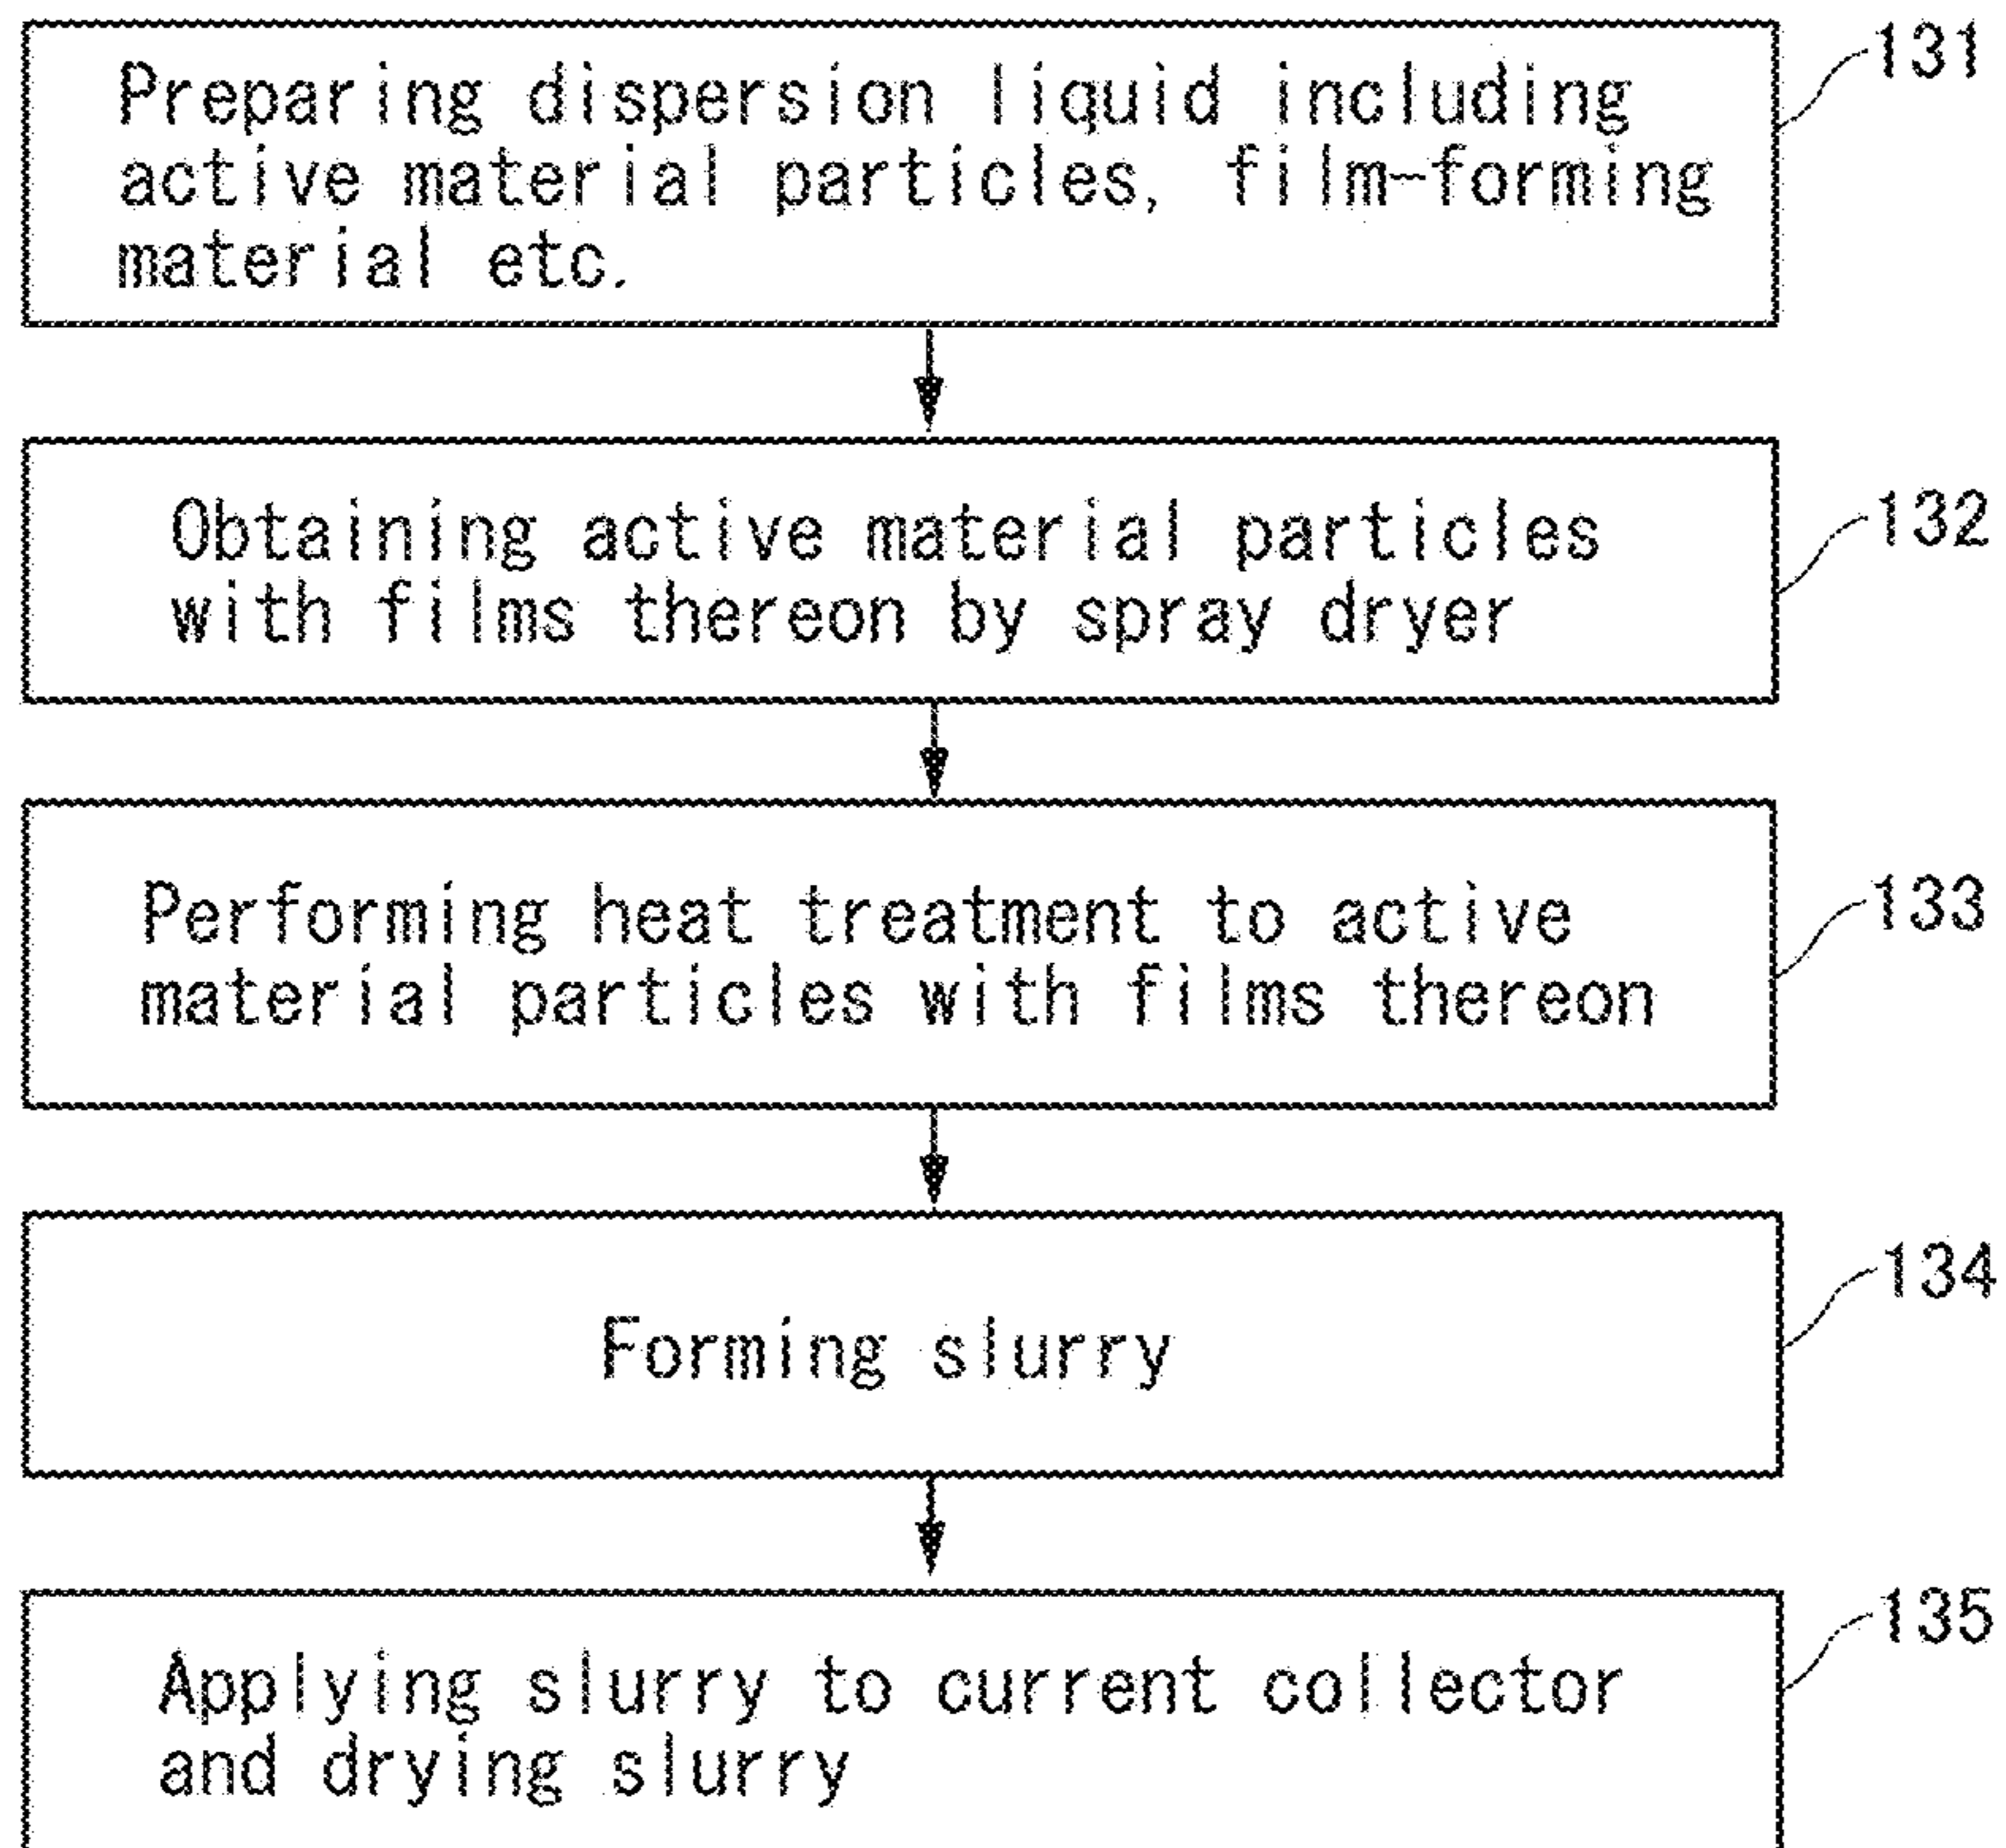 131
Preparing dispersion liquid including
active material particles, film-forming
material etc.
132
Obtaining active material particles
with films thereon by spray dryer
133
Performing heat treatment to active
material particles with films thereon
134
Forming slurry
135
Applying slurry to current collector
and drying slurry